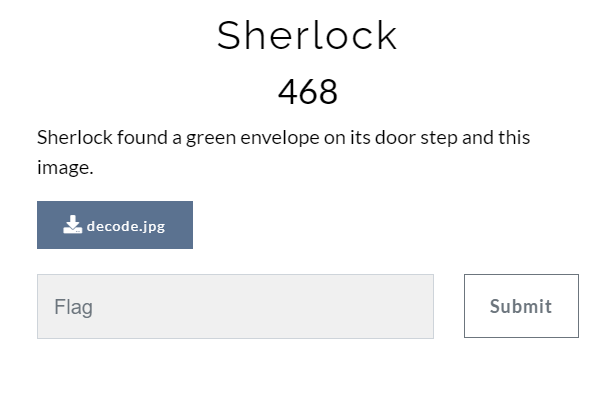 Sherlock
468
Sherlock found a green envelope on its door step and this
image.
decode.jpg
Flag
Submit